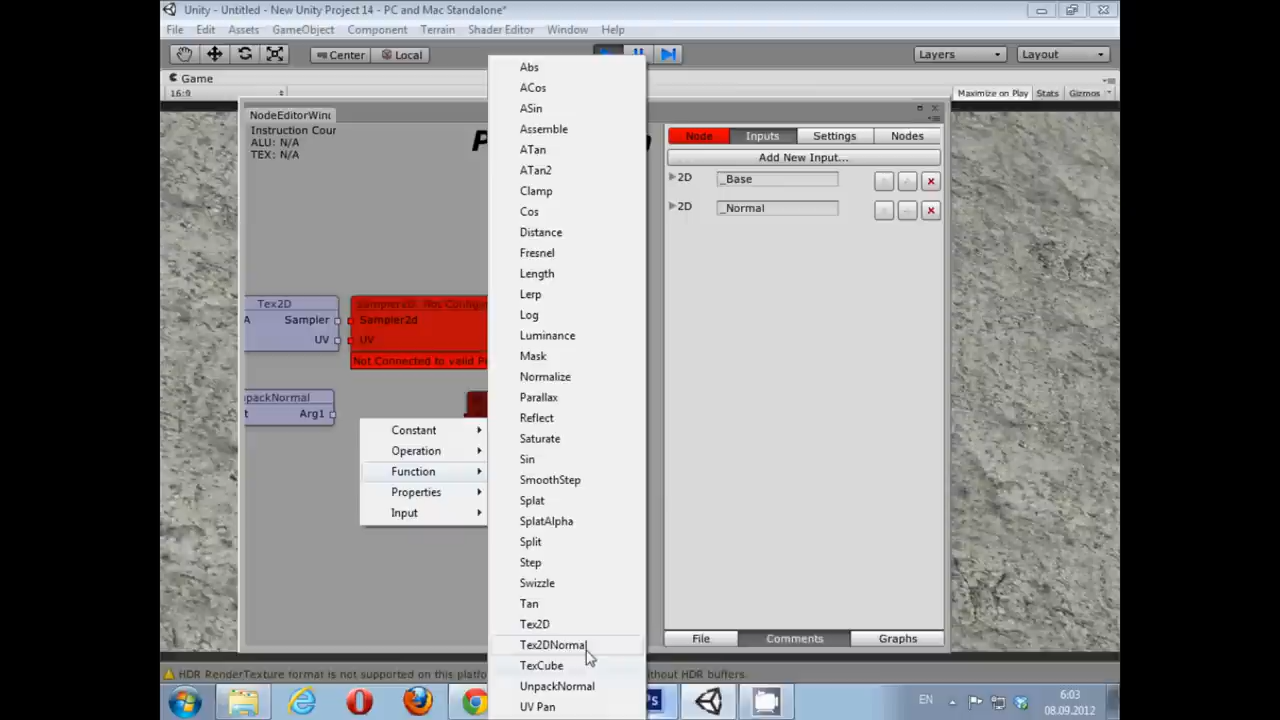 Unity - Untitled - New Unity Project 14 - PC and Mac Standalone*
File Edit Assets GameObject Component Terrain Shader Editor Window Help
Center Local Layers Layout
Game
16:9 Maximize on Play Stats Gizmos
NodeEditorWind
Instruction Cour
ALU: N/A
TEX: N/A
Node Inputs Settings Nodes
Add New Input...
2D _Base x
2D _Normal x
Tex2D
A Sampler
UV
Sampler2d
UV
Not Connected to valid P
packNormal
t Arg1
Constant
Operation
Function
Properties
Input
Abs
ACos
ASin
Assemble
ATan
ATan2
Clamp
Cos
Distance
Fresnel
Length
Lerp
Log
Luminance
Mask
Normalize
Parallax
Reflect
Saturate
Sin
SmoothStep
Splat
SplatAlpha
Split
Step
Swizzle
Tan
Tex2D
Tex2DNormal
TexCube
UnpackNormal
UV Pan
File Comments Graphs
HDR RenderTexture format is not supported on this platfo
without HDR buffers.
EN 6:03
08.09.2012